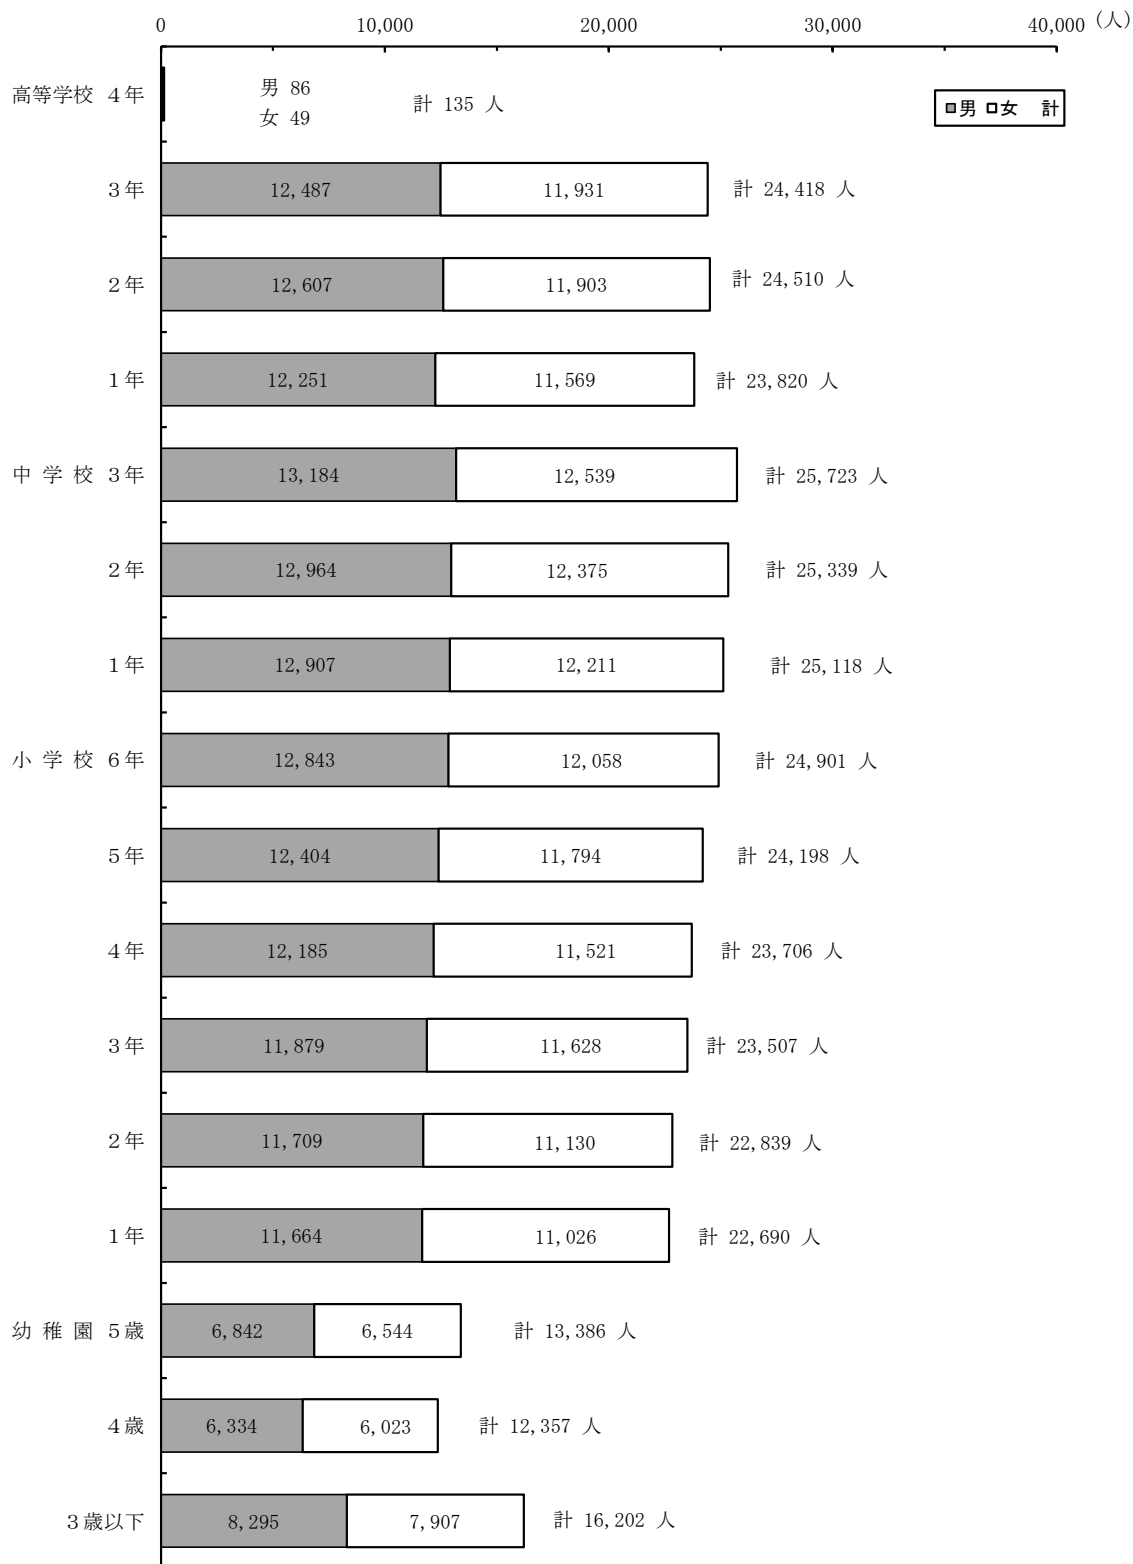 0 10,000 20,000 30,000 40,000 (人)
高等学校 4年 男 86 計 135 人
女 49
■男 □女 計
3年 12,487 11,931 計 24,418 人
2年 12,607 11,903 計 24,510 人
1年 12,251 11,569 計 23,820 人
中 学 校 3年 13,184 12,539 計 25,723 人
2年 12,964 12,375 計 25,339 人
1年 12,907 12,211 計 25,118 人
小 学 校 6年 12,843 12,058 計 24,901 人
5年 12,404 11,794 計 24,198 人
4年 12,185 11,521 計 23,706 人
3年 11,879 11,628 計 23,507 人
2年 11,709 11,130 計 22,839 人
1年 11,664 11,026 計 22,690 人
幼 稚 園 5歳 6,842 6,544 計 13,386 人
4歳 6,334 6,023 計 12,357 人
3歳以下 8,295 7,907 計 16,202 人